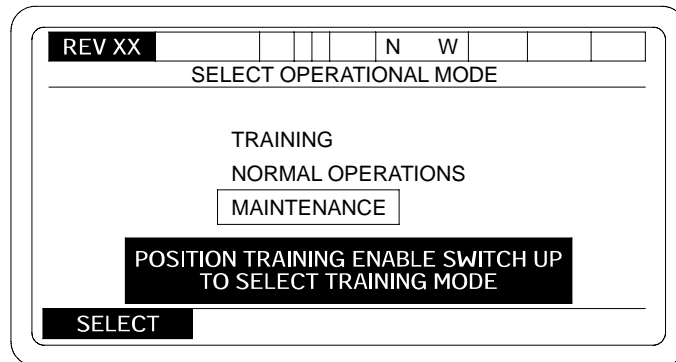 REV XX N W
SELECT OPERATIONAL MODE
TRAINING
NORMAL OPERATIONS
MAINTENANCE
POSITION TRAINING ENABLE SWITCH UP
TO SELECT TRAINING MODE
SELECT